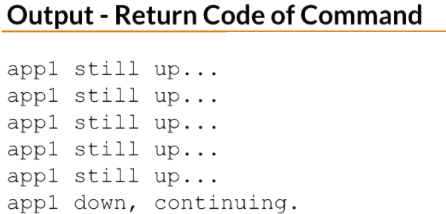 Output - Return Code of Command
app1 still up...
app1 still up...
app1 still up...
app1 still up...
app1 still up...
app1 down, continuing.